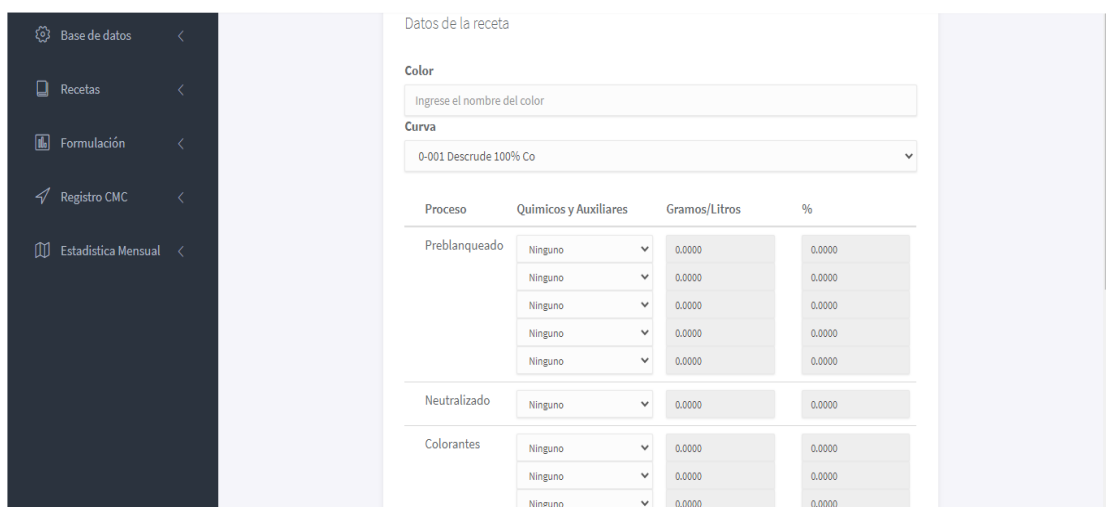 Base de datos
Recetas
Formulación
Registro CMC
Estadistica Mensual
Datos de la receta
Color
Ingrese el nombre del color
Curva
0-001 Descrude 100% Co
Proceso Quimicos y Auxiliares Gramos/Litros %
Preblanqueado Ninguno 0.0000 0.0000
Ninguno 0.0000 0.0000
Ninguno 0.0000 0.0000
Ninguno 0.0000 0.0000
Ninguno 0.0000 0.0000
Neutralizado Ninguno 0.0000 0.0000
Colorantes Ninguno 0.0000 0.0000
Ninguno 0.0000 0.0000
Ninguno 0.0000 0.0000